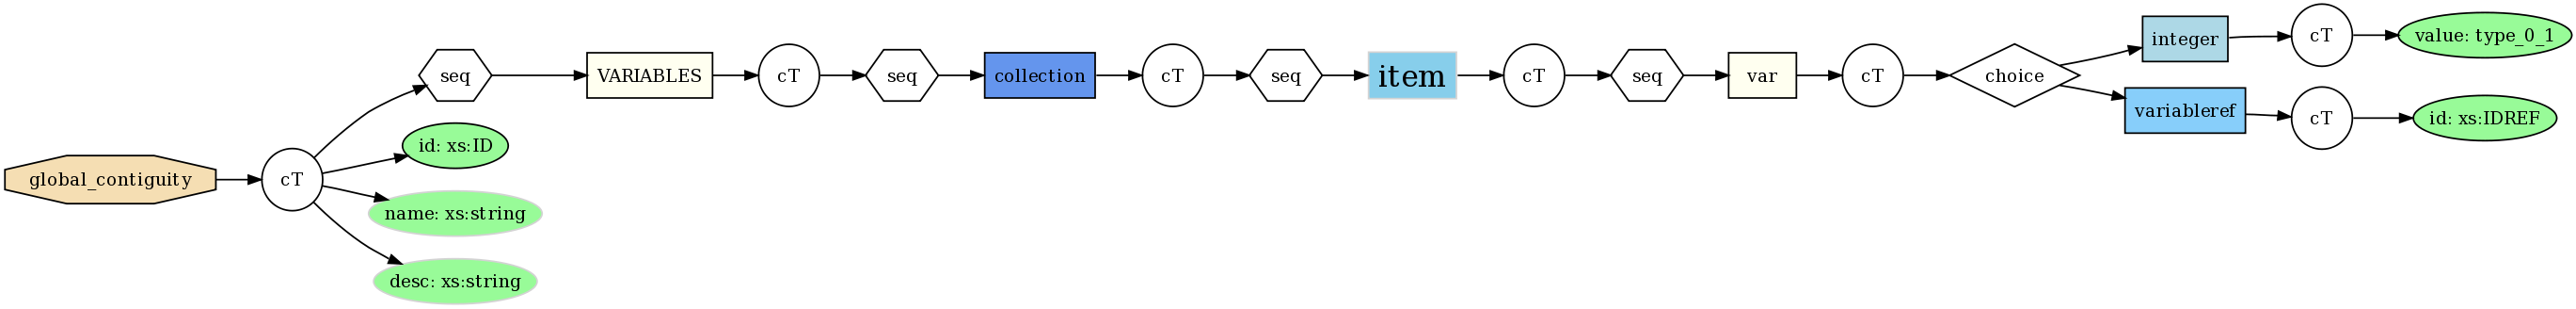 global_contiguity
cT
seq
id: xs:ID
name: xs:string
desc: xs:string
VARIABLES
cT
seq
collection
cT
seq
item
cT
seq
var
cT
choice
integer
cT
value: type_0_1
variableref
cT
id: xs:IDREF